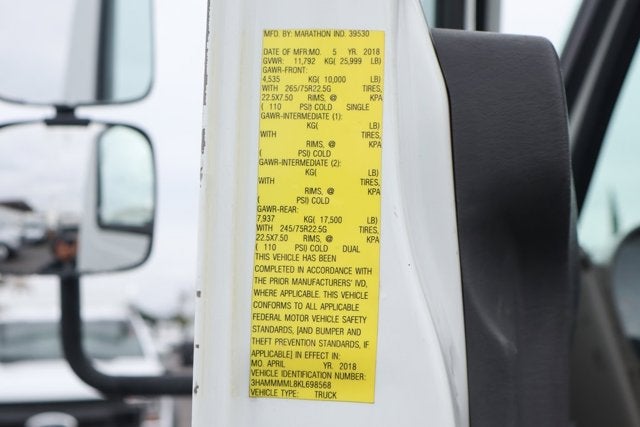 MFD. BY: MARATHON IND. 39530
DATE OF MFR:MO. 5 YR. 2018
GVWR: 11,792 KG( 25,999 LB)
GAWR-FRONT:
4,535 KG( 10,000 LB)
WITH 265/75R22.5G TIRES,
22.5X7.50 RIMS, @ KPA
( 110 PSI) COLD SINGLE
GAWR-INTERMEDIATE (1):
KG( LB)
WITH TIRES,
RIMS, @ KPA
( PSI) COLD
GAWR-INTERMEDIATE (2):
KG( LB)
WITH TIRES,
RIMS, @ KPA
( PSI) COLD
GAWR-REAR:
7,937 KG( 17,500 LB)
WITH 245/75R22.5G TIRES,
22.5X7.50 RIMS, @ KPA
( 110 PSI) COLD DUAL
THIS VEHICLE HAS BEEN
COMPLETED IN ACCORDANCE WITH
THE PRIOR MANUFACTURERS' IVD,
WHERE APPLICABLE. THIS VEHICLE
CONFORMS TO ALL APPLICABLE
FEDERAL MOTOR VEHICLE SAFETY
STANDARDS, [AND BUMPER AND
THEFT PREVENTION STANDARDS, IF
APPLICABLE] IN EFFECT IN:
MO. APRIL YR. 2018
VEHICLE IDENTIFICATION NUMBER:
3HAMMMML8KL698568
VEHICLE TYPE: TRUCK